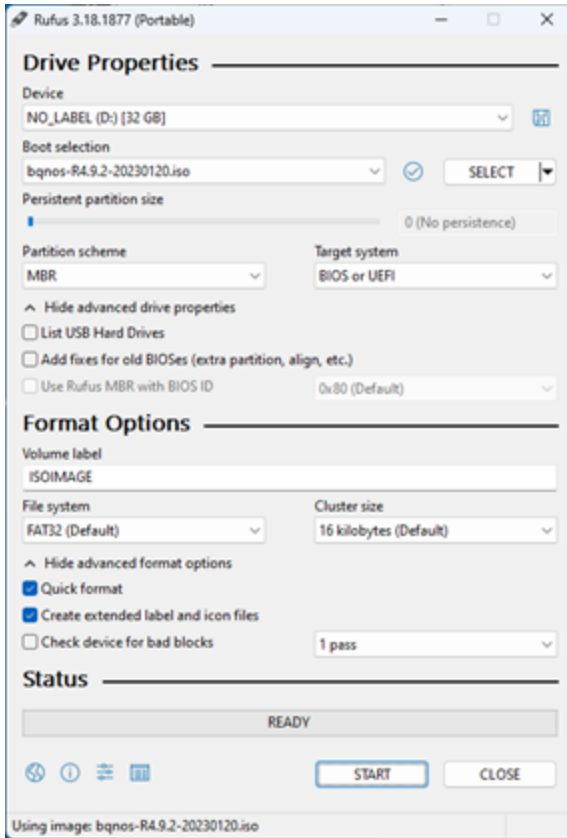 Rufus 3.18.1877 (Portable)
Drive Properties
Device
NO_LABEL (D:) [32 GB]
Boot selection
bqnos-R4.9.2-20230120.iso
SELECT
Persistent partition size
0 (No persistence)
Partition scheme
Target system
MBR
BIOS or UEFI
Hide advanced drive properties
List USB Hard Drives
Add fixes for old BIOSes (extra partition, align, etc.)
Use Rufus MBR with BIOS ID
0x80 (Default)
Format Options
Volume label
ISOIMAGE
File system
Cluster size
FAT32 (Default)
16 kilobytes (Default)
Hide advanced format options
Quick format
Create extended label and icon files
Check device for bad blocks
1 pass
Status
READY
START
CLOSE
Using image: bqnos-R4.9.2-20230120.iso